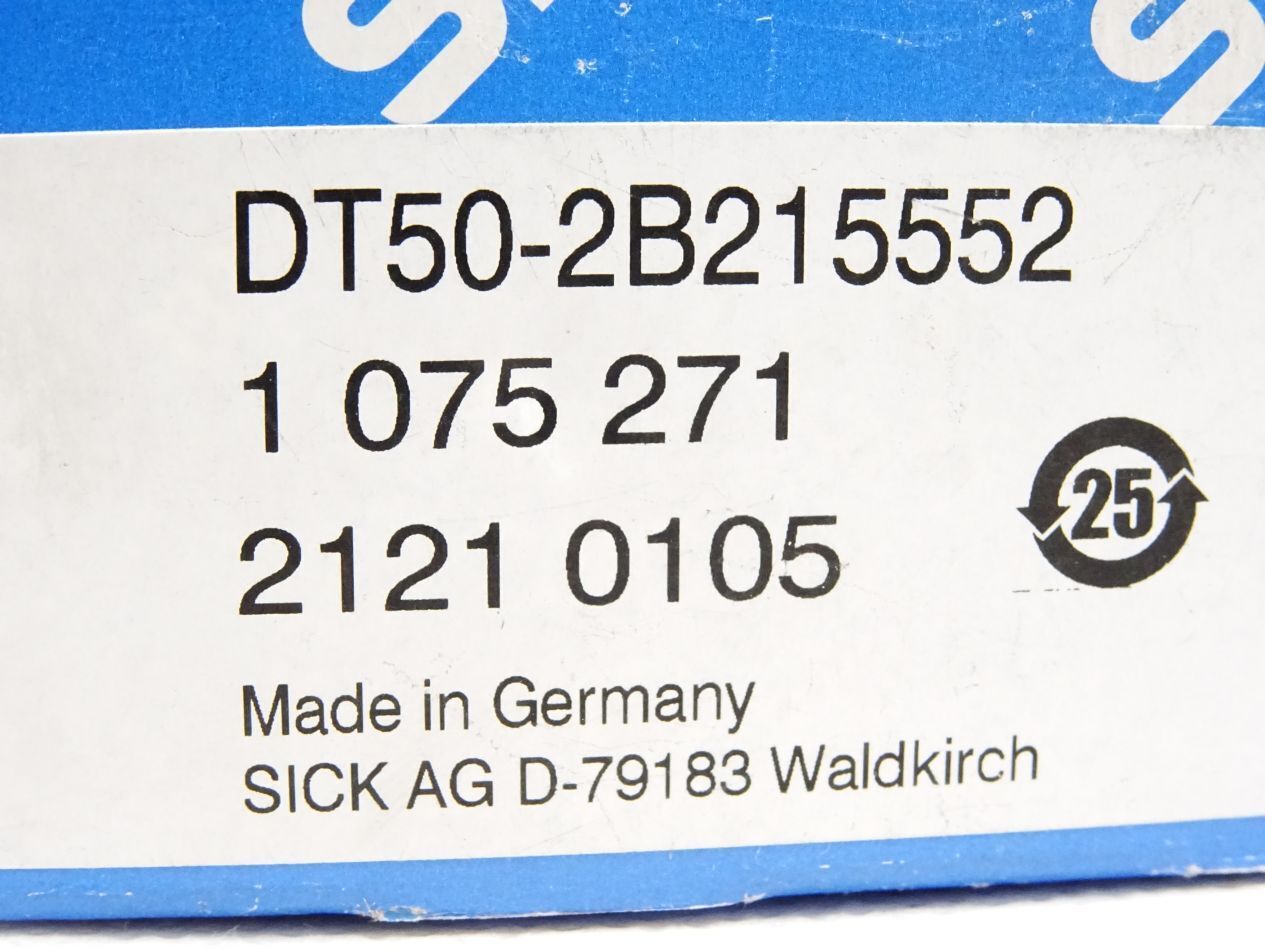 DT50-2B215552
1 075 271
2121 0105
25
Made in Germany
SICK AG D-79183 Waldkirch